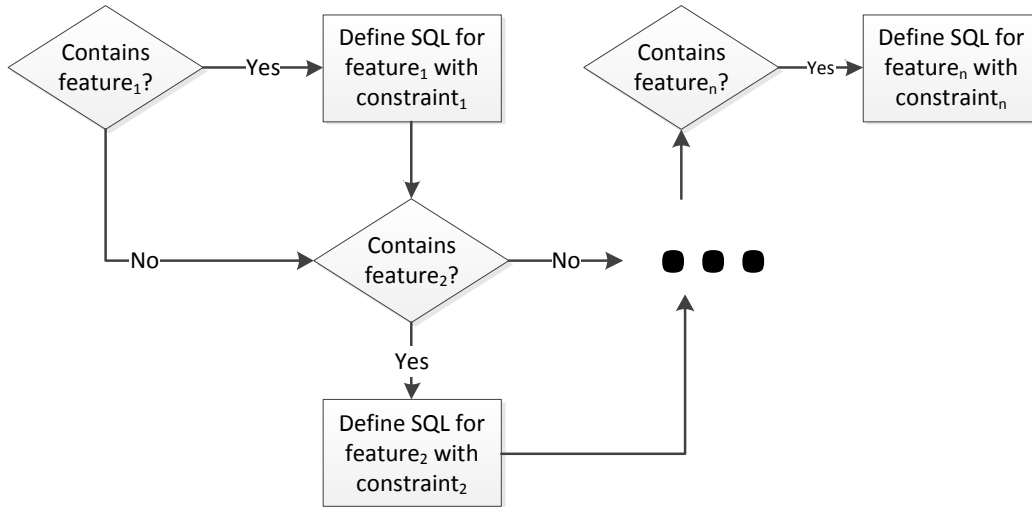 Contains
feature₁?
Yes
Define SQL for
feature₁ with
constraint₁
No
Contains
feature₂?
No
Yes
Define SQL for
feature₂ with
constraint₂
Contains
featureₙ?
Yes
Define SQL for
featureₙ with
constraintₙ